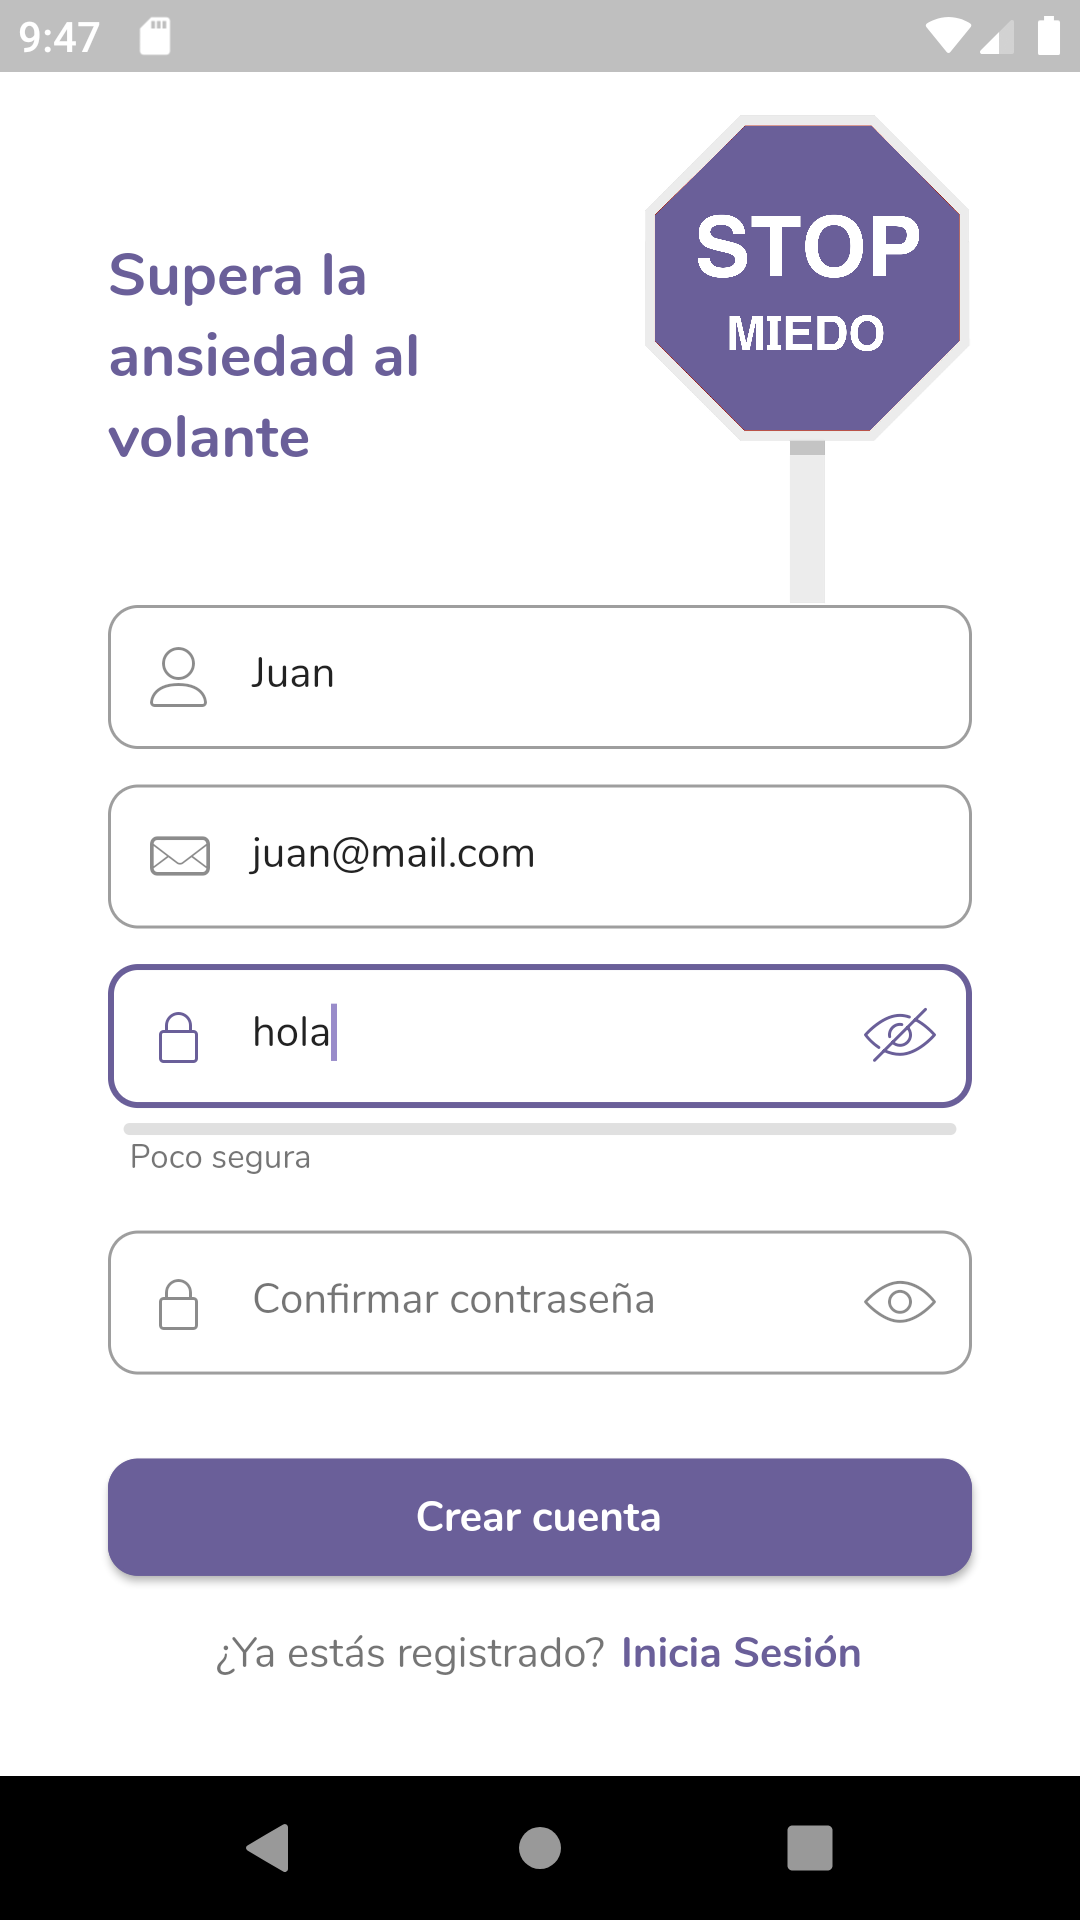 9:47
STOP
MIEDO
Supera la
ansiedad al
volante
Juan
juan@mail.com
hola
Poco segura
Confirmar contraseña
Crear cuenta
¿Ya estás registrado? Inicia Sesión